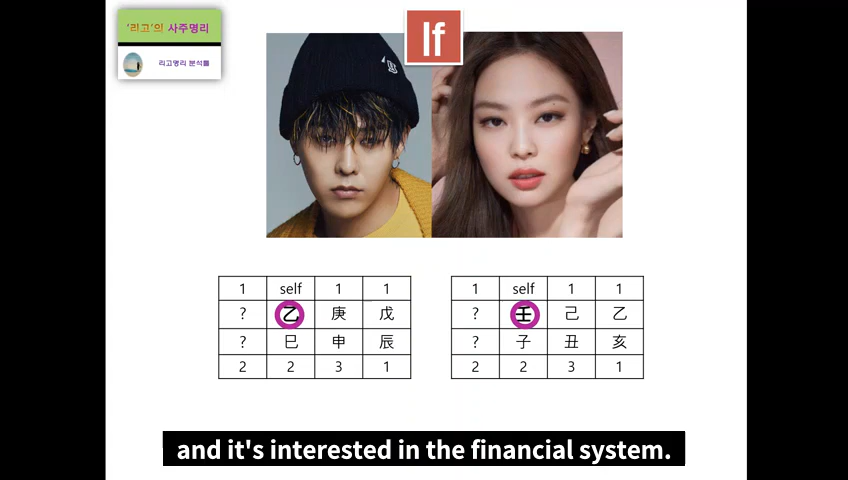 '리고'의 사주명리
리고명리 분석툴
If
1 self 1 1
? 乙 庚 戊
? 巳 申 辰
2 2 3 1
1 self 1 1
? 壬 己 乙
? 子 丑 亥
2 2 3 1
and it's interested in the financial system.